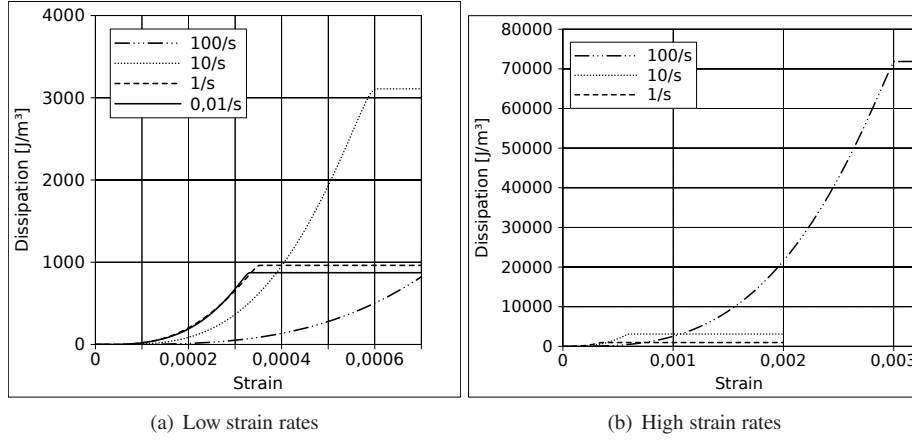 4000
3000
2000
1000
0
Dissipation [J/m³]
100/s
10/s
1/s
0,01/s
0
0,0002
0,0004
0,0006
Strain
(a) Low strain rates
80000
70000
60000
50000
40000
30000
20000
10000
0
Dissipation [J/m³]
100/s
10/s
1/s
0
0,001
0,002
0,003
Strain
(b) High strain rates